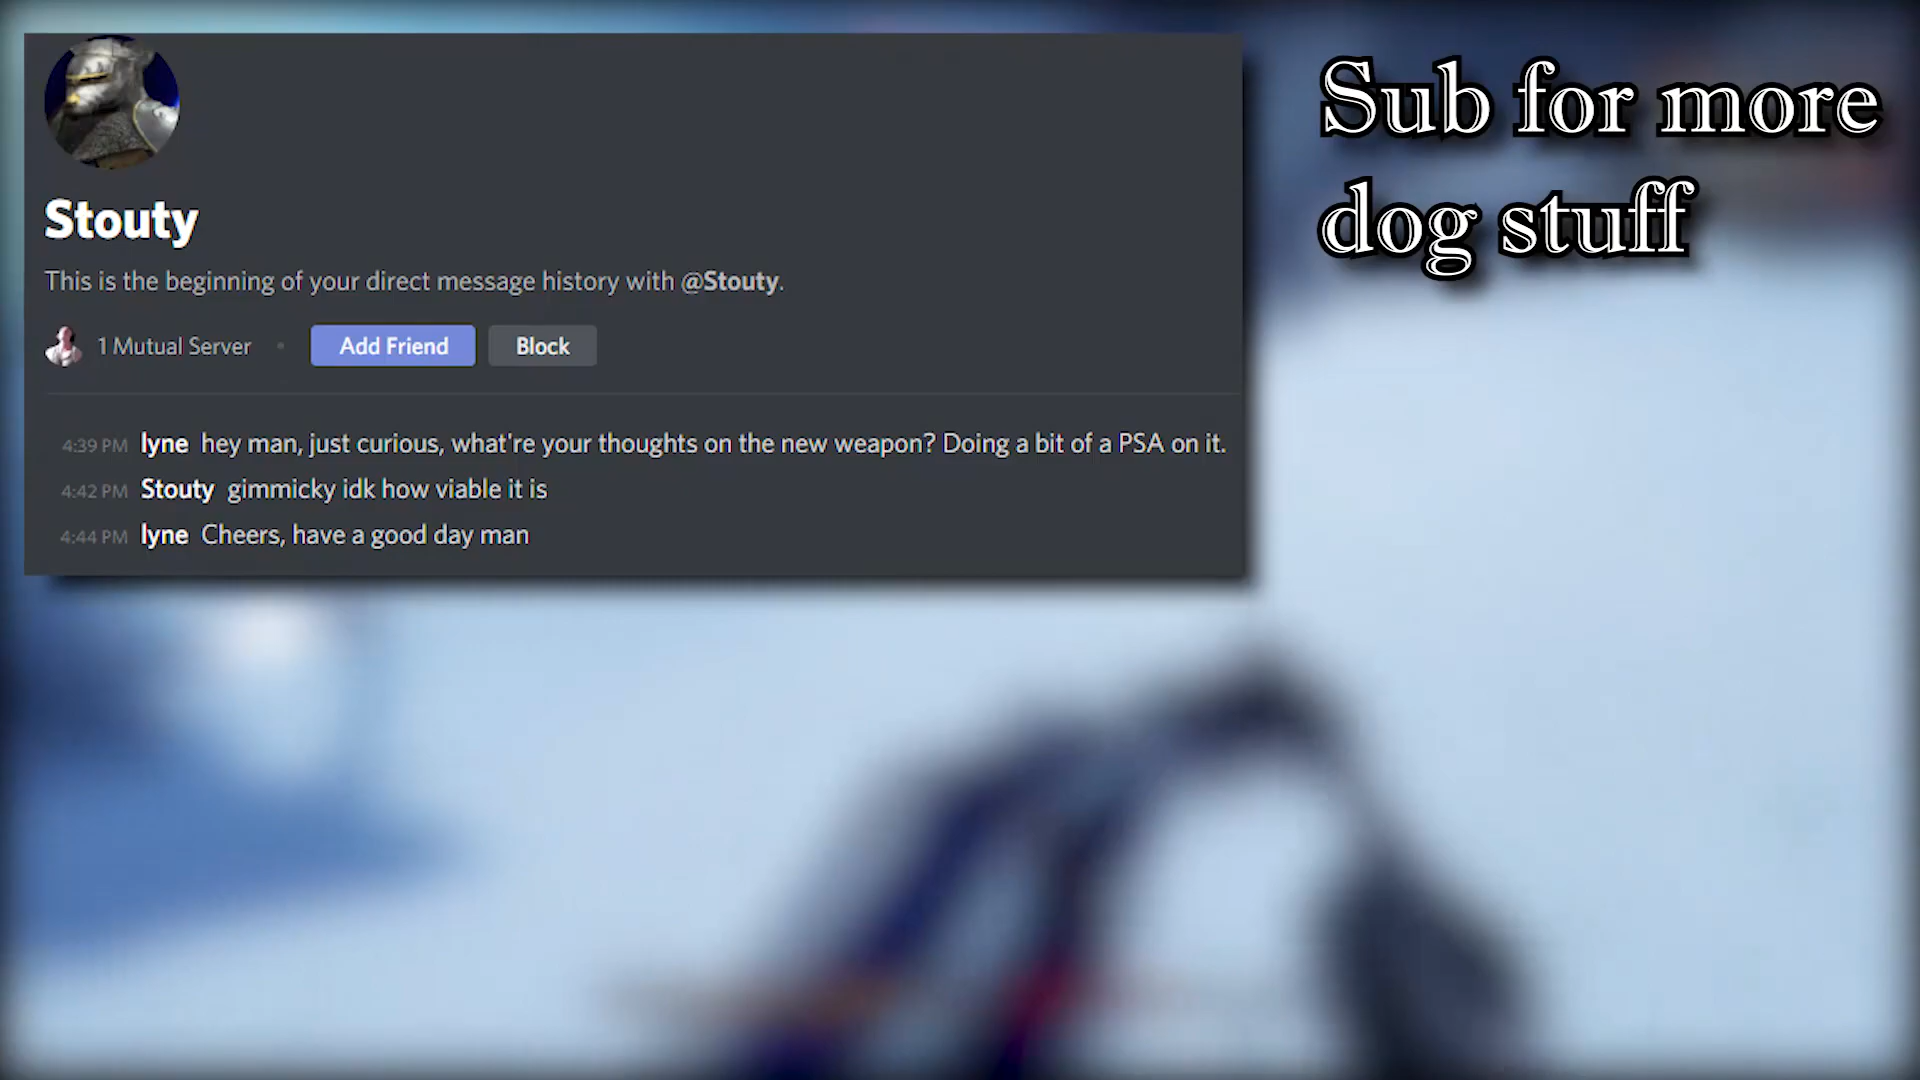 Sub for more
dog stuff
Stouty
This is the beginning of your direct message history with @Stouty.
1 Mutual Server • Add Friend Block
4:39 PM lyne hey man, just curious, what're your thoughts on the new weapon? Doing a bit of a PSA on it.
4:42 PM Stouty gimmicky idk how viable it is
4:44 PM lyne Cheers, have a good day man